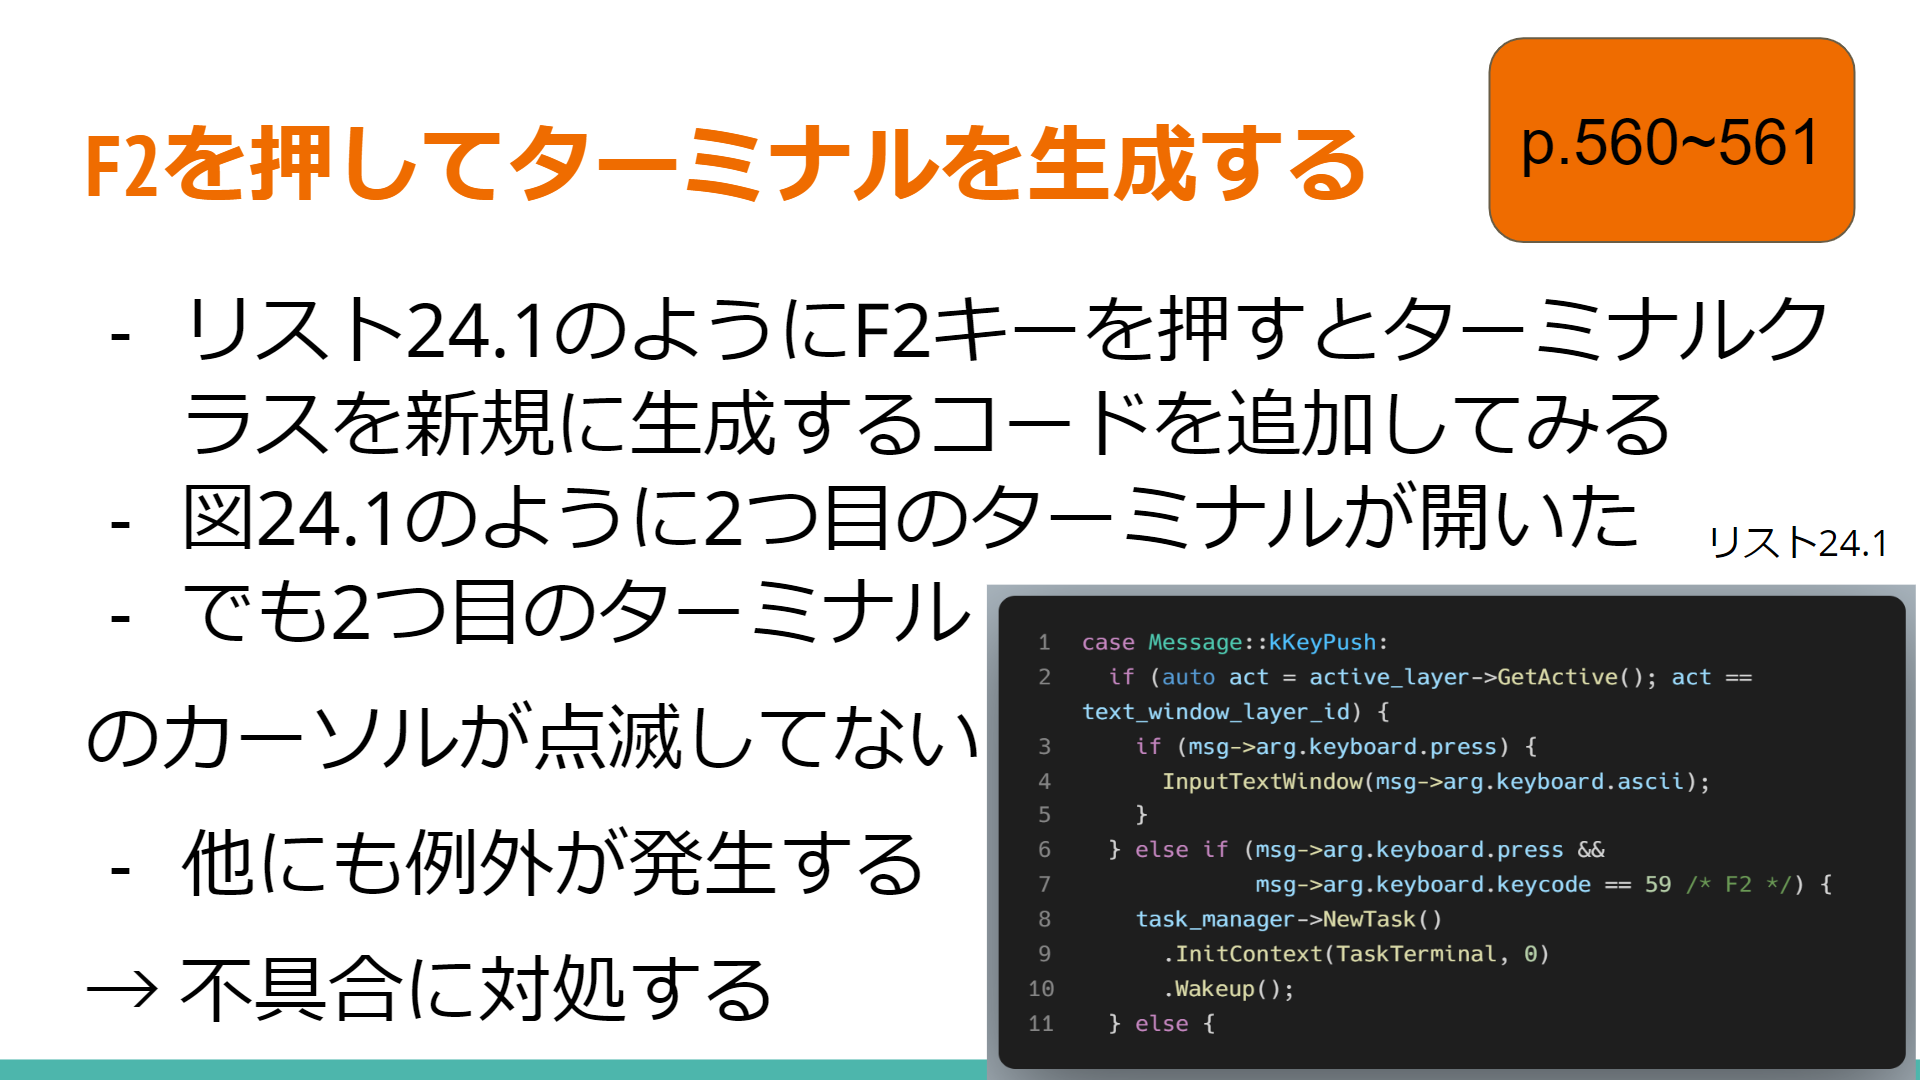 F2を押してターミナルを生成する
p.560~561
- リスト24.1のようにF2キーを押すとターミナルク
ラスを新規に生成するコードを追加してみる
- 図24.1のように2つ目のターミナルが開いた
- でも2つ目のターミナル
のカーソルが点滅してない
- 他にも例外が発生する
→ 不具合に対処する
リスト24.1
1 case Message::kKeyPush:
2   if (auto act = active_layer->GetActive(); act ==
text_window_layer_id) {
3     if (msg->arg.keyboard.press) {
4       InputTextWindow(msg->arg.keyboard.ascii);
5     }
6   } else if (msg->arg.keyboard.press &&
7              msg->arg.keyboard.keycode == 59 /* F2 */) {
8     task_manager->NewTask()
9       .InitContext(TaskTerminal, 0)
10       .Wakeup();
11   } else {